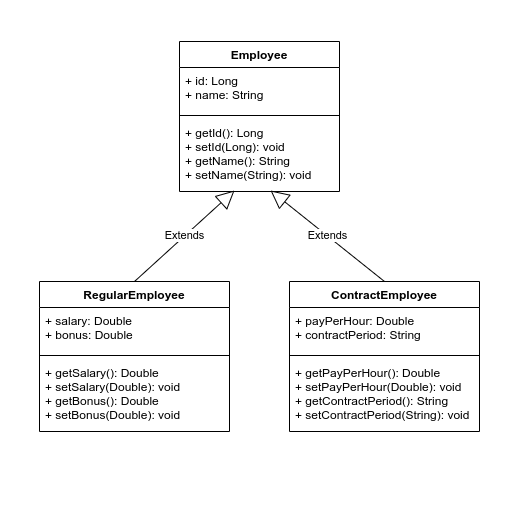 Employee
+ id: Long
+ name: String
+ getId(): Long
+ setId(Long): void
+ getName(): String
+ setName(String): void
Extends
Extends
RegularEmployee
+ salary: Double
+ bonus: Double
+ getSalary(): Double
+ setSalary(Double): void
+ getBonus(): Double
+ setBonus(Double): void
ContractEmployee
+ payPerHour: Double
+ contractPeriod: String
+ getPayPerHour(): Double
+ setPayPerHour(Double): void
+ getContractPeriod(): String
+ setContractPeriod(String): void